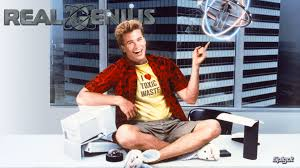 REAL GENIUS
I ♥ TOXIC
WASTE